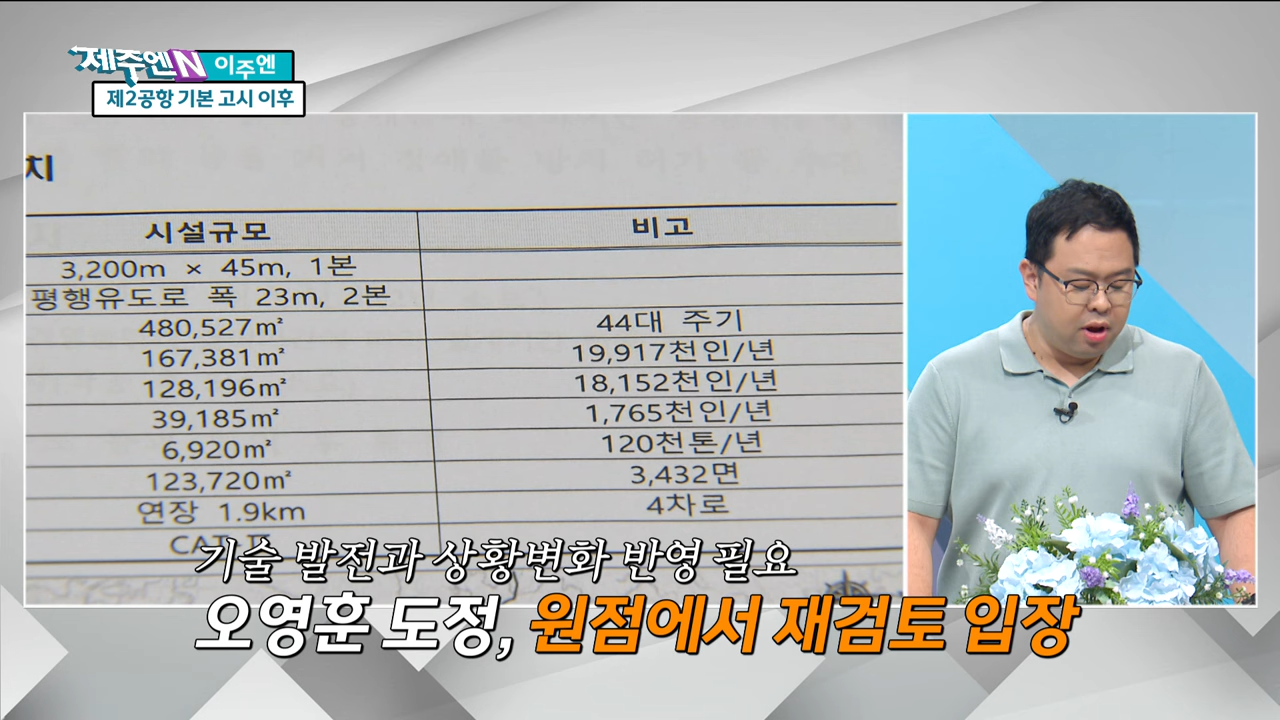 제주엔N 이주엔
제2공항 기본 고시 이후
치
시설규모 비고
3,200m × 45m, 1본
평행유도로 폭 23m, 2본
480,527㎡ 44대 주기
167,381㎡ 19,917천인/년
128,196㎡ 18,152천인/년
39,185㎡ 1,765천인/년
6,920㎡ 120천톤/년
123,720㎡ 3,432면
연장 1.9km 4차로
기술 발전과 상황변화 반영 필요
오영훈 도정, 원점에서 재검토 입장